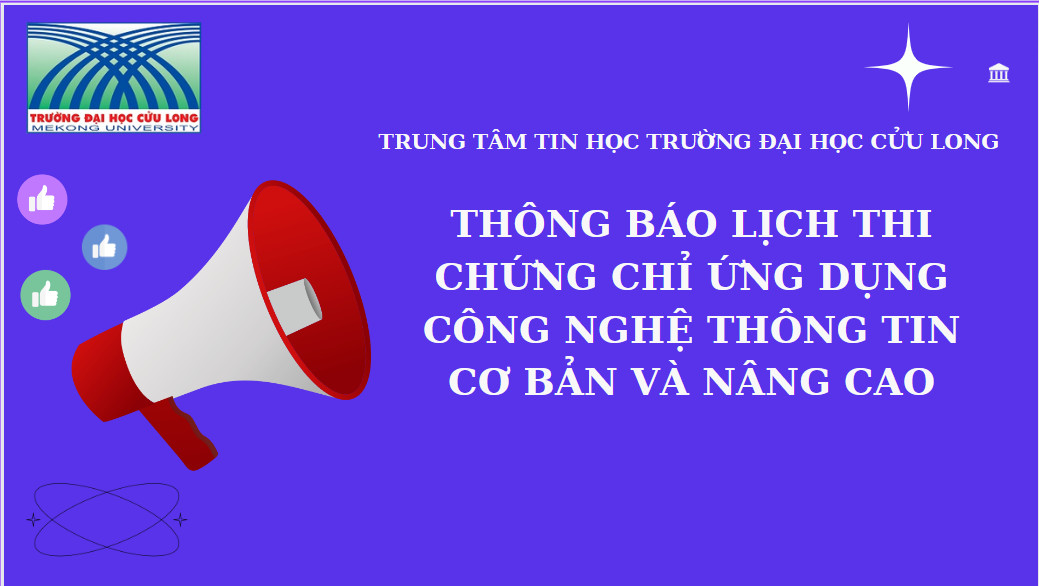 TRƯỜNG ĐẠI HỌC CỬU LONG
MEKONG UNIVERSITY
TRUNG TÂM TIN HỌC TRƯỜNG ĐẠI HỌC CỬU LONG
THÔNG BÁO LỊCH THI
CHỨNG CHỈ ỨNG DỤNG
CÔNG NGHỆ THÔNG TIN
CƠ BẢN VÀ NÂNG CAO